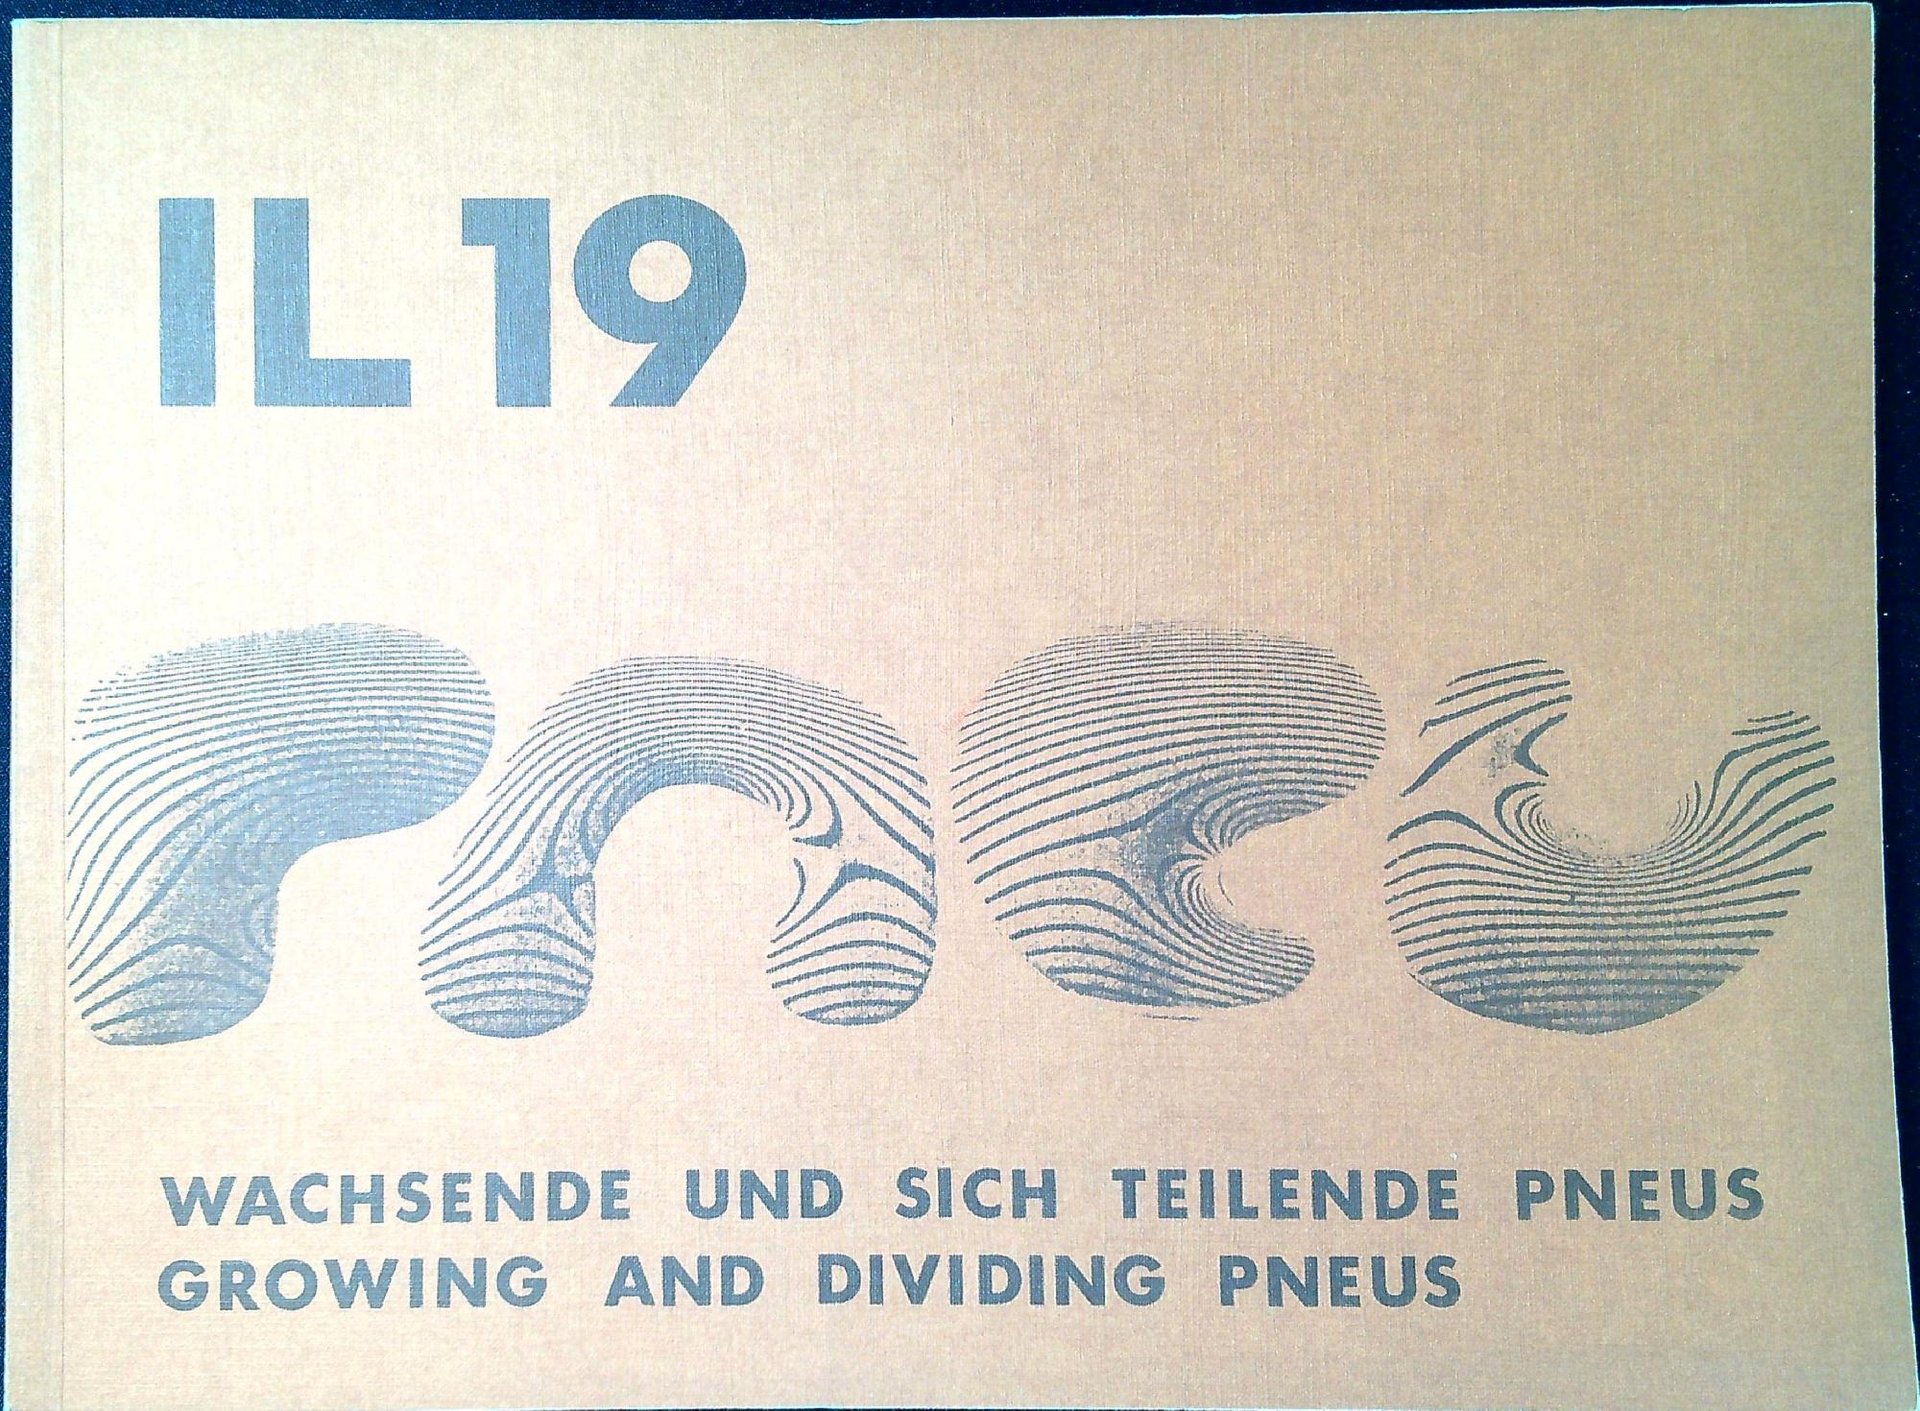 IL 19
pneu
WACHSENDE UND SICH TEILENDE PNEUS
GROWING AND DIVIDING PNEUS